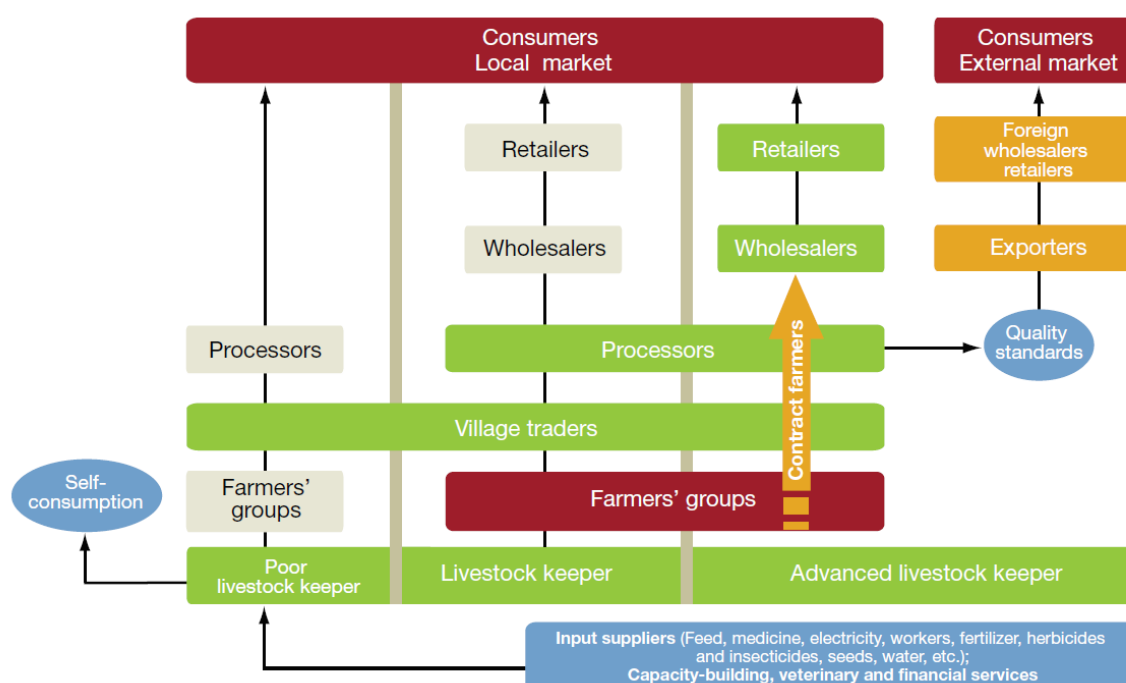 Consumers
Local market
Consumers
External market
Retailers
Retailers
Foreign
wholesalers
retailers
Wholesalers
Wholesalers
Exporters
Processors
Processors
Quality
standards
Contract farmers
Village traders
Self-
consumption
Farmers'
groups
Farmers' groups
Poor
livestock keeper
Livestock keeper
Advanced livestock keeper
Input suppliers (Feed, medicine, electricity, workers, fertilizer, herbicides
and insecticides, seeds, water, etc.);
Capacity-building, veterinary and financial services